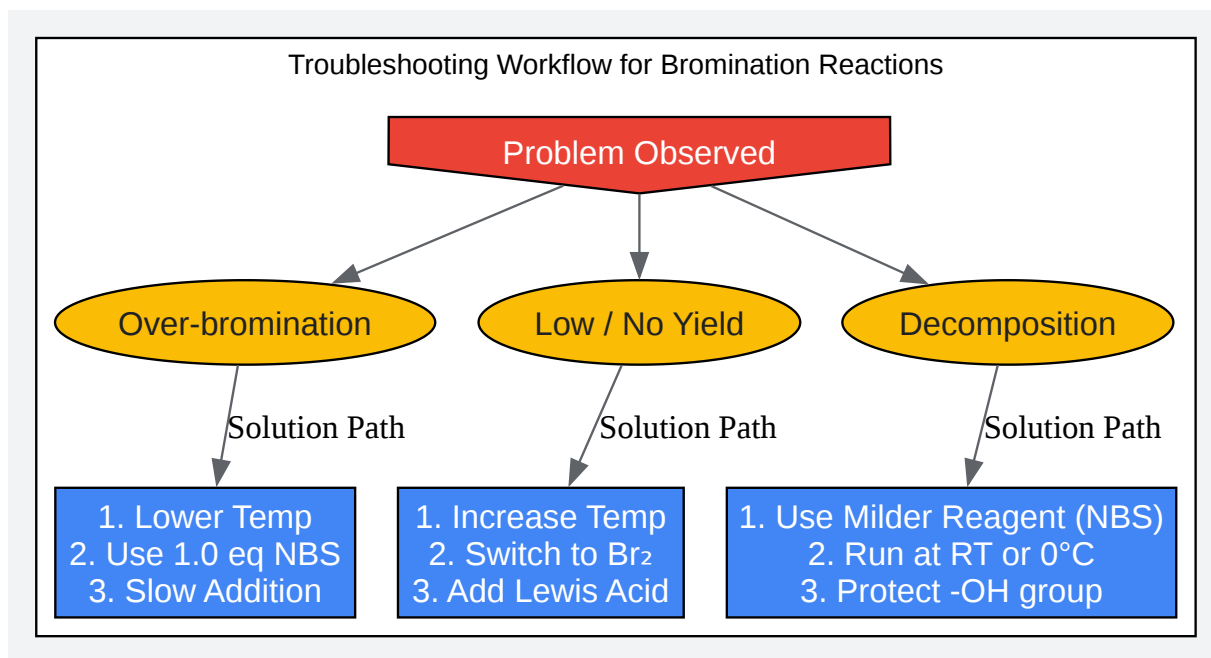 Troubleshooting Workflow for Bromination Reactions
Problem Observed
Over-bromination
Low / No Yield
Decomposition
Solution Path
Solution Path
Solution Path
1. Lower Temp
2. Use 1.0 eq NBS
3. Slow Addition
1. Increase Temp
2. Switch to Br₂
3. Add Lewis Acid
1. Use Milder Reagent (NBS)
2. Run at RT or 0°C
3. Protect -OH group